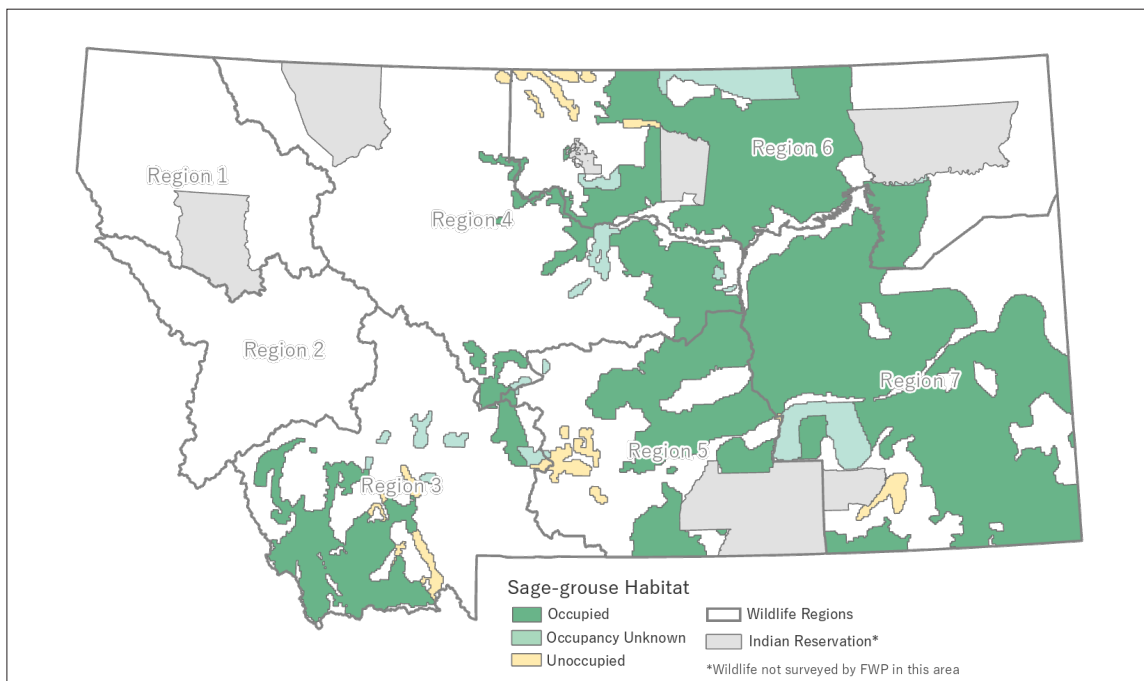 Region 6
Region 1
Region 4
Region 2
Region 7
Region 5
Region 3
Sage-grouse Habitat
Occupied
Wildlife Regions
Occupancy Unknown
Indian Reservation*
Unoccupied
*Wildlife not surveyed by FWP in this area